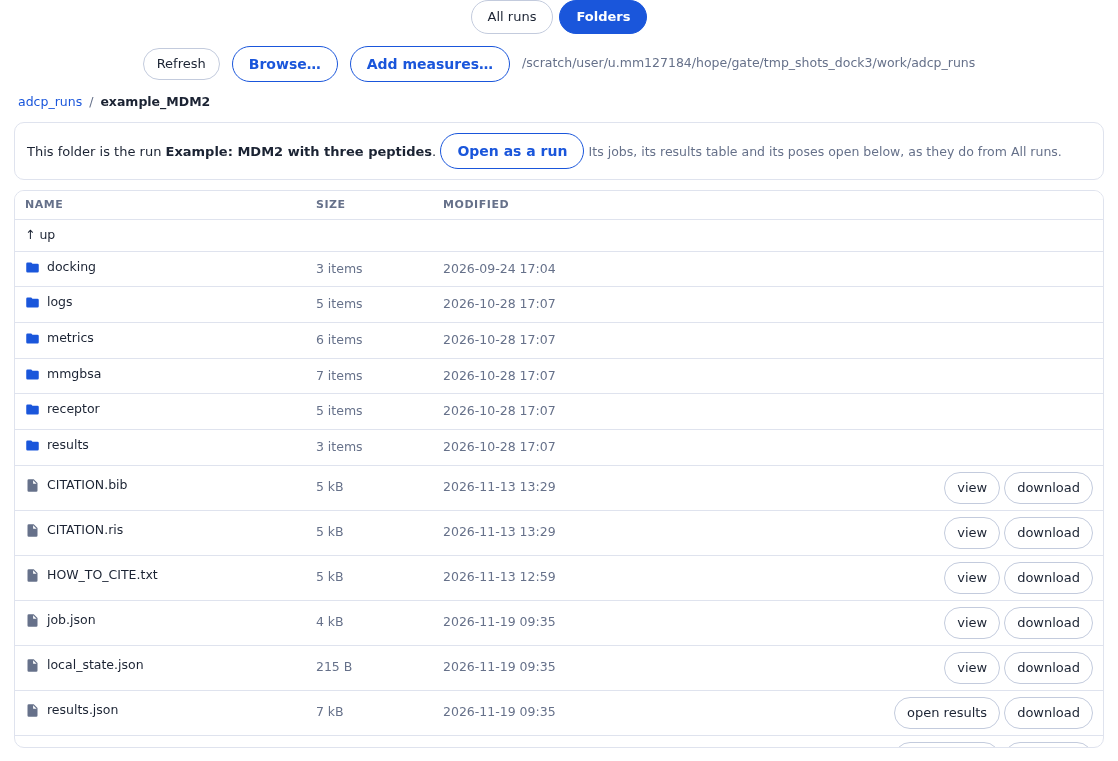 All runs Folders
Refresh Browse… Add measures… /scratch/user/u.mm127184/hope/gate/tmp_shots_dock3/work/adcp_runs
adcp_runs / example_MDM2
This folder is the run Example: MDM2 with three peptides. Open as a run Its jobs, its results table and its poses open below, as they do from All runs.
NAME SIZE MODIFIED
↑ up
docking 3 items 2026-09-24 17:04
logs 5 items 2026-10-28 17:07
metrics 6 items 2026-10-28 17:07
mmgbsa 7 items 2026-10-28 17:07
receptor 5 items 2026-10-28 17:07
results 3 items 2026-10-28 17:07
CITATION.bib 5 kB 2026-11-13 13:29 view download
CITATION.ris 5 kB 2026-11-13 13:29 view download
HOW_TO_CITE.txt 5 kB 2026-11-13 12:59 view download
job.json 4 kB 2026-11-19 09:35 view download
local_state.json 215 B 2026-11-19 09:35 view download
results.json 7 kB 2026-11-19 09:35 open results download